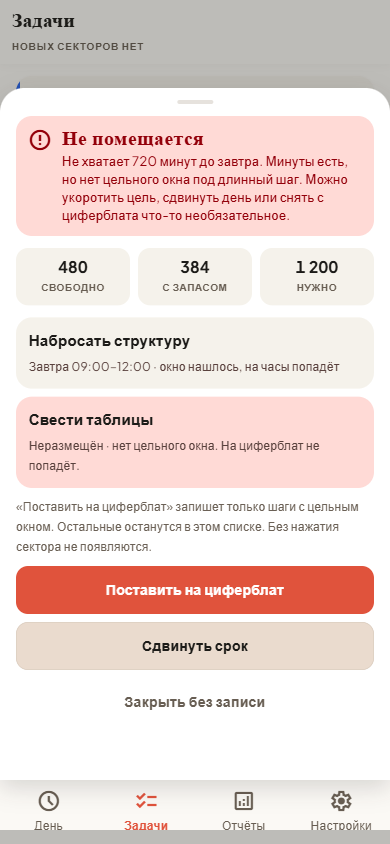 Задачи
НОВЫХ СЕКТОРОВ НЕТ
Не помещается
Не хватает 720 минут до завтра. Минуты есть,
но нет цельного окна под длинный шаг. Можно
укоротить цель, сдвинуть день или снять с
циферблата что-то необязательное.
480 384 1 200
СВОБОДНО С ЗАПАСОМ НУЖНО
Набросать структуру
Завтра 09:00–12:00 · окно нашлось, на часы попадёт
Свести таблицы
Неразмещён · нет цельного окна. На циферблат не
попадёт.
«Поставить на циферблат» запишет только шаги с цельным
окном. Остальные останутся в этом списке. Без нажатия
сектора не появляются.
Поставить на циферблат
Сдвинуть срок
Закрыть без записи
День Задачи Отчёты Настройки